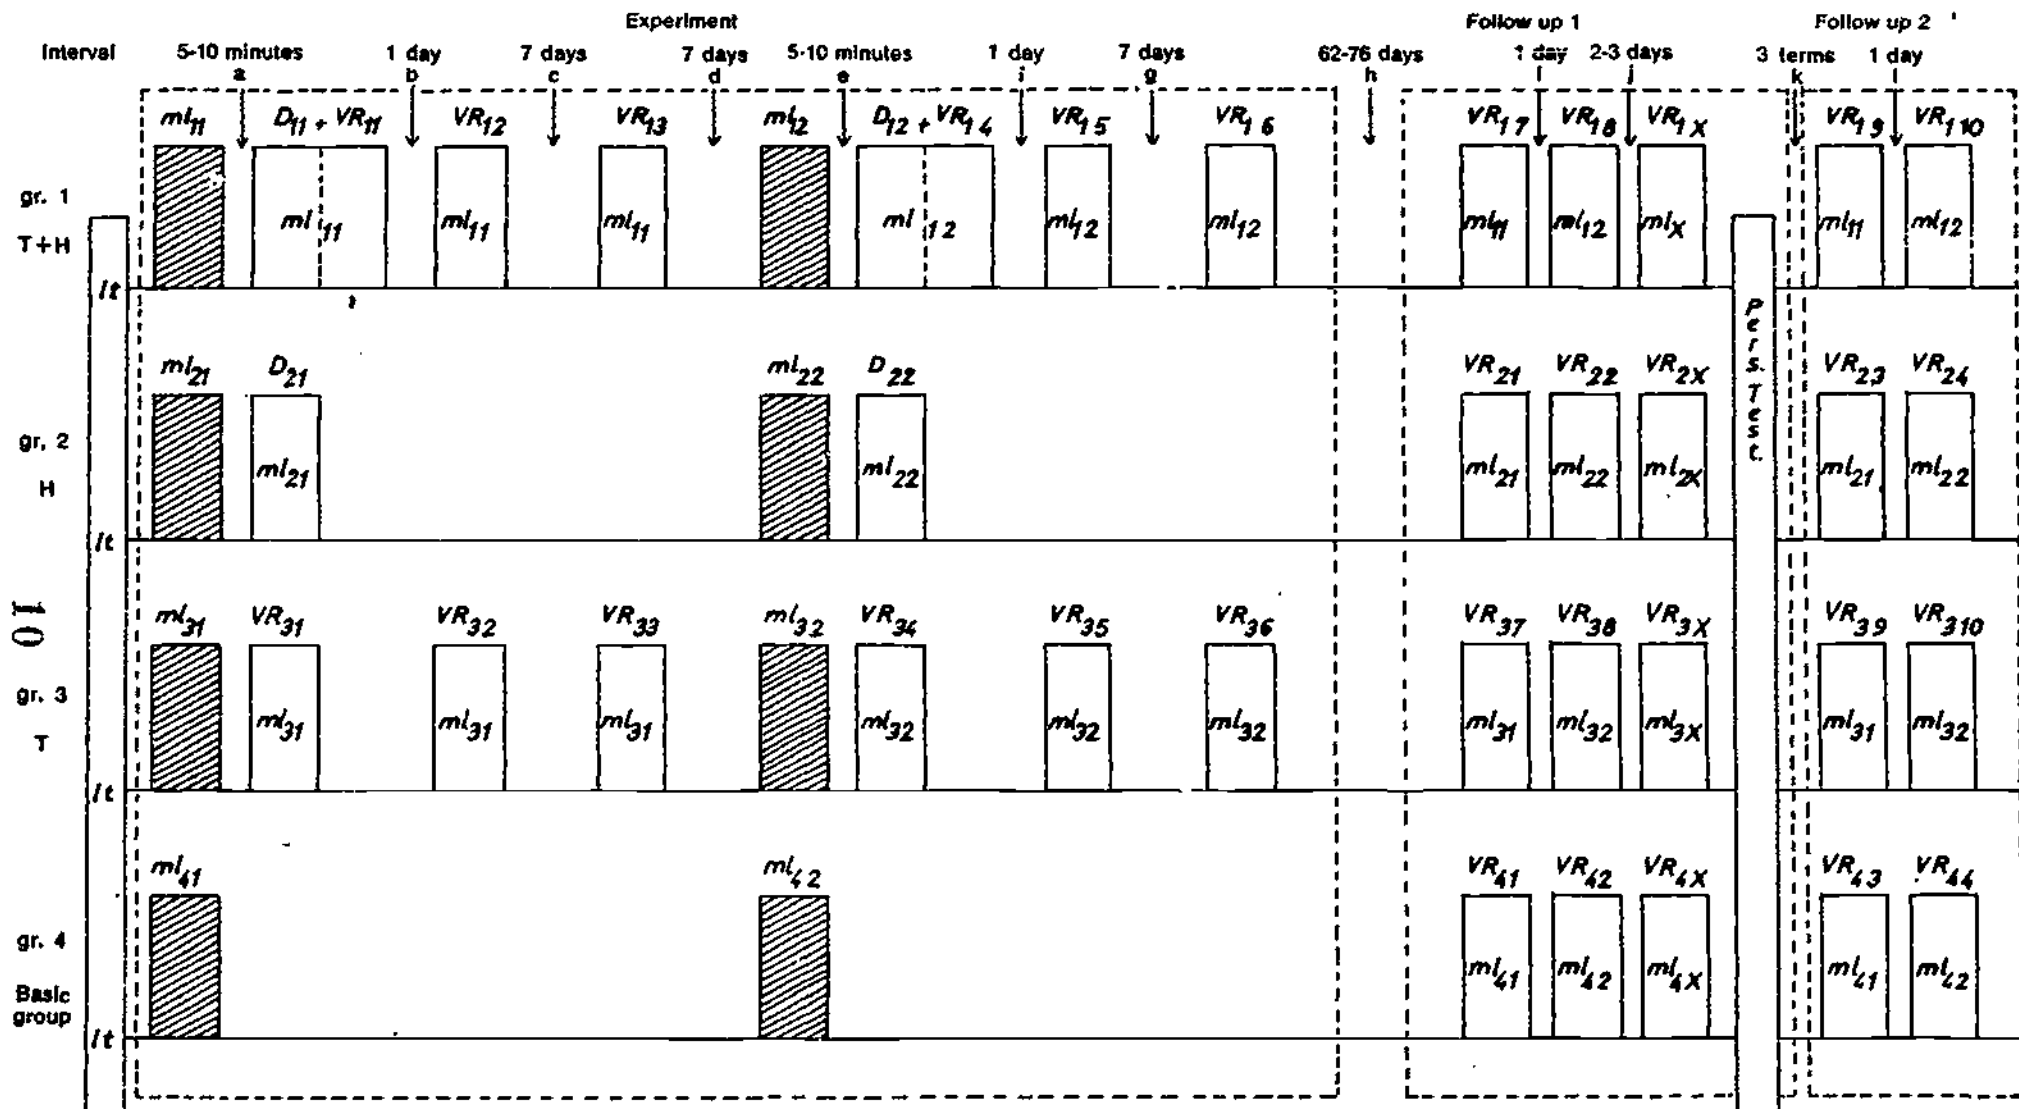 Experiment Follow up 1 Follow up 2
Interval 5-10 minutes 1 day 7 days 7 days 5-10 minutes 1 day 7 days 62-76 days 1 day 2-3 days 3 terms 1 day
a b c d e i g h i j k l
ml11 D11 + VR11 VR12 VR13 ml12 D12 + VR14 VR15 VR16 VR17 VR18 VR1X VR19 VR110
gr. 1
T+H
ml11 ml11 ml11 ml12 ml12 ml12 ml11 ml12 mlX ml11 ml12
lt
Pers. Test.
ml21 D21 ml22 D22 VR21 VR22 VR2X VR23 VR24
gr. 2
H
ml21 ml22 ml21 ml22 ml2X ml21 ml22
lt
101
ml31 VR31 VR32 VR33 ml32 VR34 VR35 VR36 VR37 VR38 VR3X VR39 VR310
gr. 3
T
ml31 ml31 ml31 ml32 ml32 ml32 ml31 ml32 ml3X ml31 ml32
lt
ml41 ml42 VR41 VR42 VR4X VR43 VR44
gr. 4
Basic
group
ml41 ml42 ml4X ml41 ml42
lt